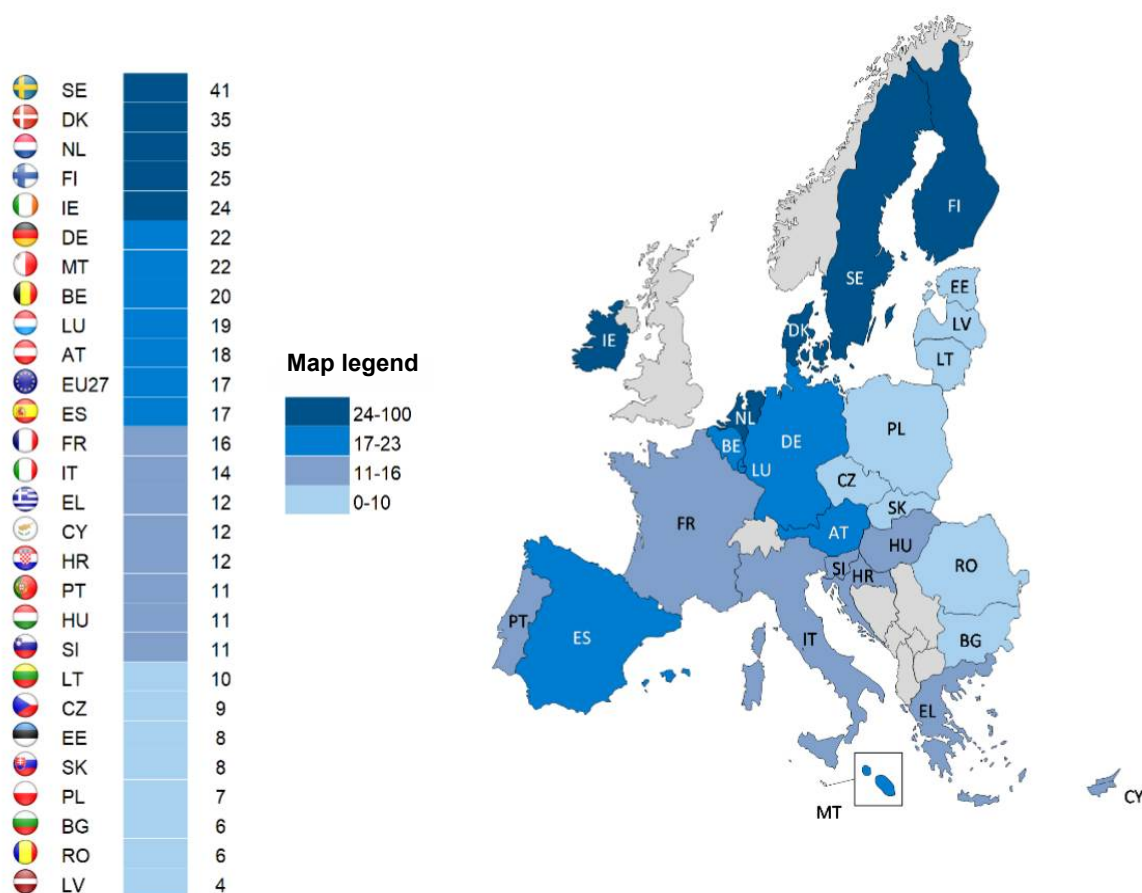 SE 41
DK 35
NL 35
FI 25
IE 24
DE 22
MT 22
BE 20
LU 19
AT 18
EU27 17
ES 17
FR 16
IT 14
EL 12
CY 12
HR 12
PT 11
HU 11
SI 11
LT 10
CZ 9
EE 8
SK 8
PL 7
BG 6
RO 6
LV 4
Map legend
24-100
17-23
11-16
0-10
FI
SE
EE
LV
LT
DK
IE
NL
BE
DE
PL
LU
CZ
SK
FR
AT
HU
SI
HR
RO
PT
ES
IT
BG
EL
MT
CY